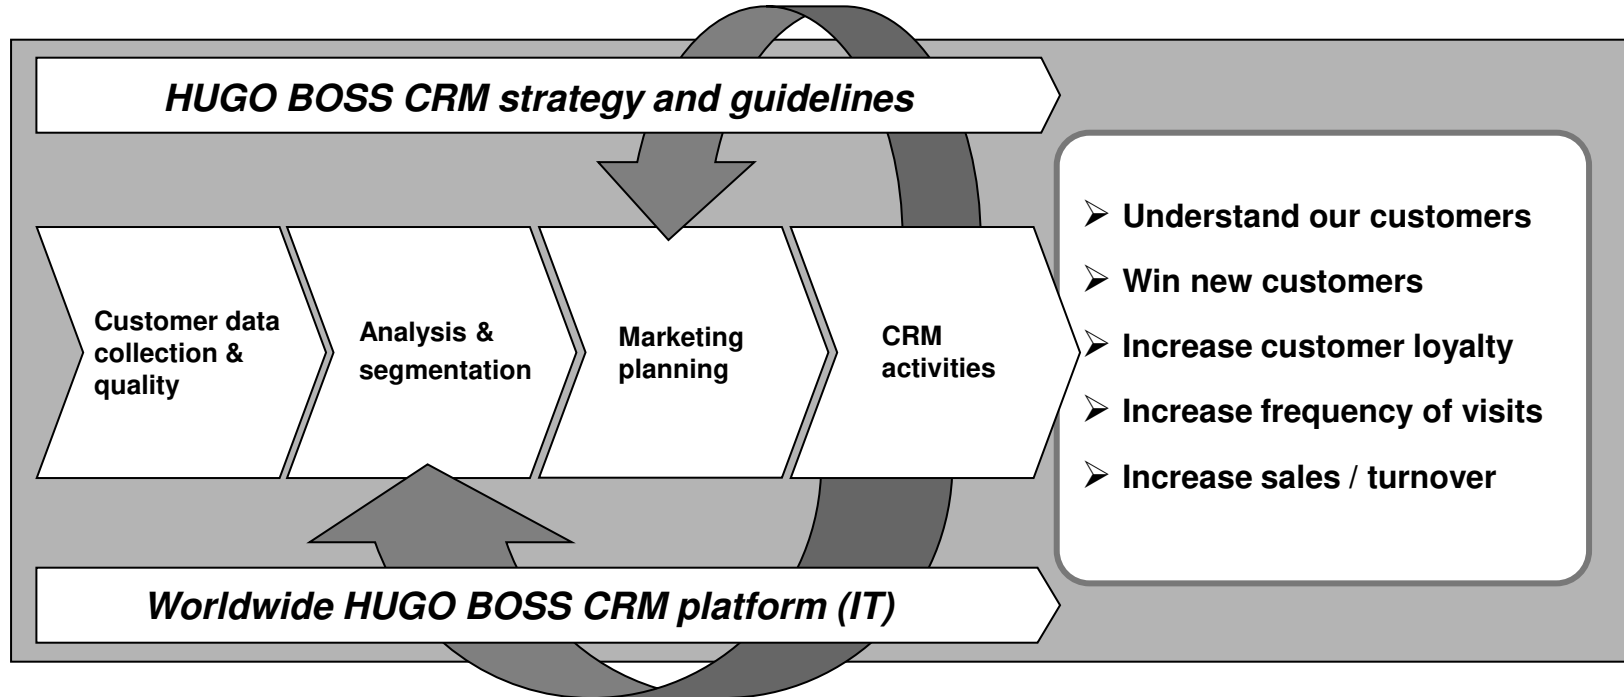 HUGO BOSS CRM strategy and guidelines
Customer data
collection &
quality
Analysis &
segmentation
Marketing
planning
CRM
activities
➢ Understand our customers
➢ Win new customers
➢ Increase customer loyalty
➢ Increase frequency of visits
➢ Increase sales / turnover
Worldwide HUGO BOSS CRM platform (IT)